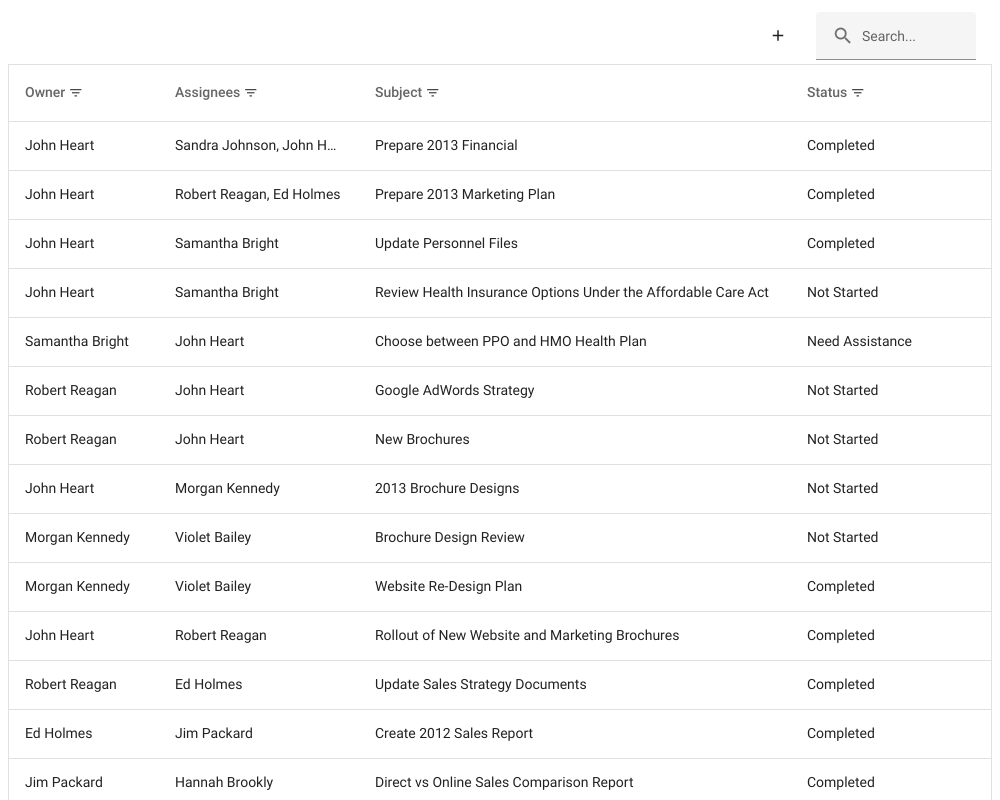 + Search...
Owner Assignees Subject Status
John Heart Sandra Johnson, John H... Prepare 2013 Financial Completed
John Heart Robert Reagan, Ed Holmes Prepare 2013 Marketing Plan Completed
John Heart Samantha Bright Update Personnel Files Completed
John Heart Samantha Bright Review Health Insurance Options Under the Affordable Care Act Not Started
Samantha Bright John Heart Choose between PPO and HMO Health Plan Need Assistance
Robert Reagan John Heart Google AdWords Strategy Not Started
Robert Reagan John Heart New Brochures Not Started
John Heart Morgan Kennedy 2013 Brochure Designs Not Started
Morgan Kennedy Violet Bailey Brochure Design Review Not Started
Morgan Kennedy Violet Bailey Website Re-Design Plan Completed
John Heart Robert Reagan Rollout of New Website and Marketing Brochures Completed
Robert Reagan Ed Holmes Update Sales Strategy Documents Completed
Ed Holmes Jim Packard Create 2012 Sales Report Completed
Jim Packard Hannah Brookly Direct vs Online Sales Comparison Report Completed